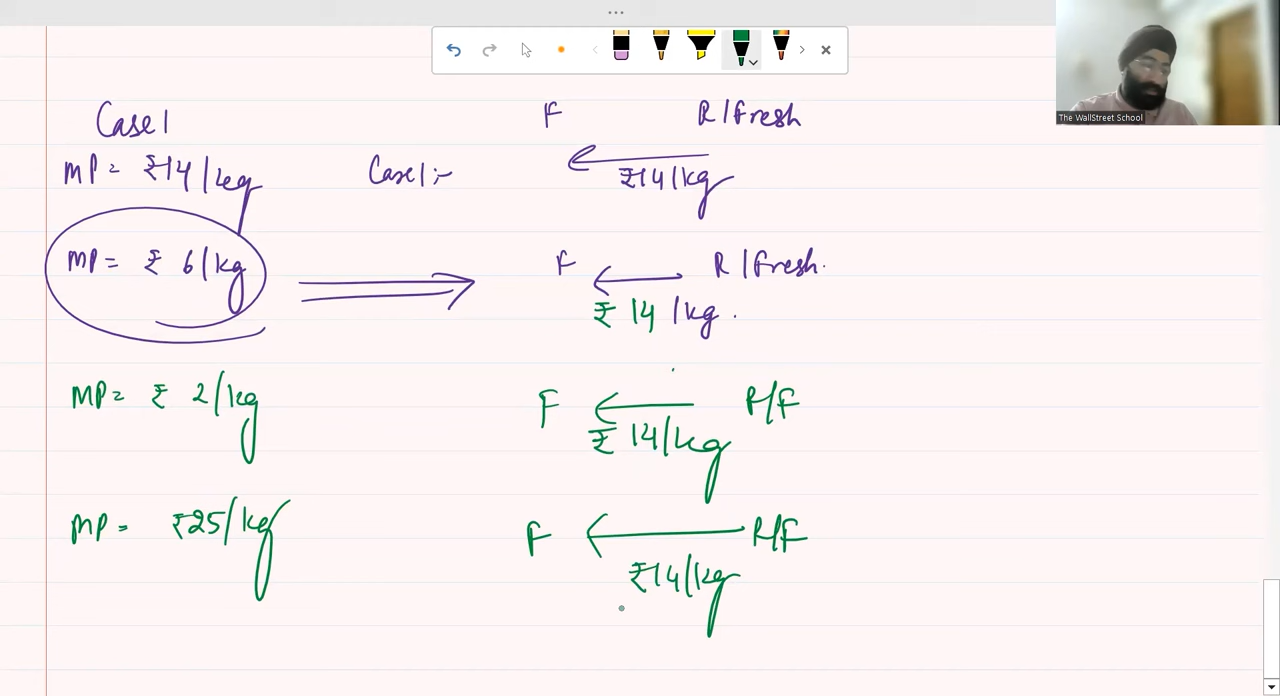 Case 1
F R/Fresh
MP = ₹14/kg
Case 1:-
₹14/kg
The WallStreet School
MP = ₹ 6/kg
F R/Fresh.
₹ 14/kg.
MP = ₹ 2/kg
F R/F
₹ 14/kg
MP = ₹25/kg
F R/F
₹14/kg